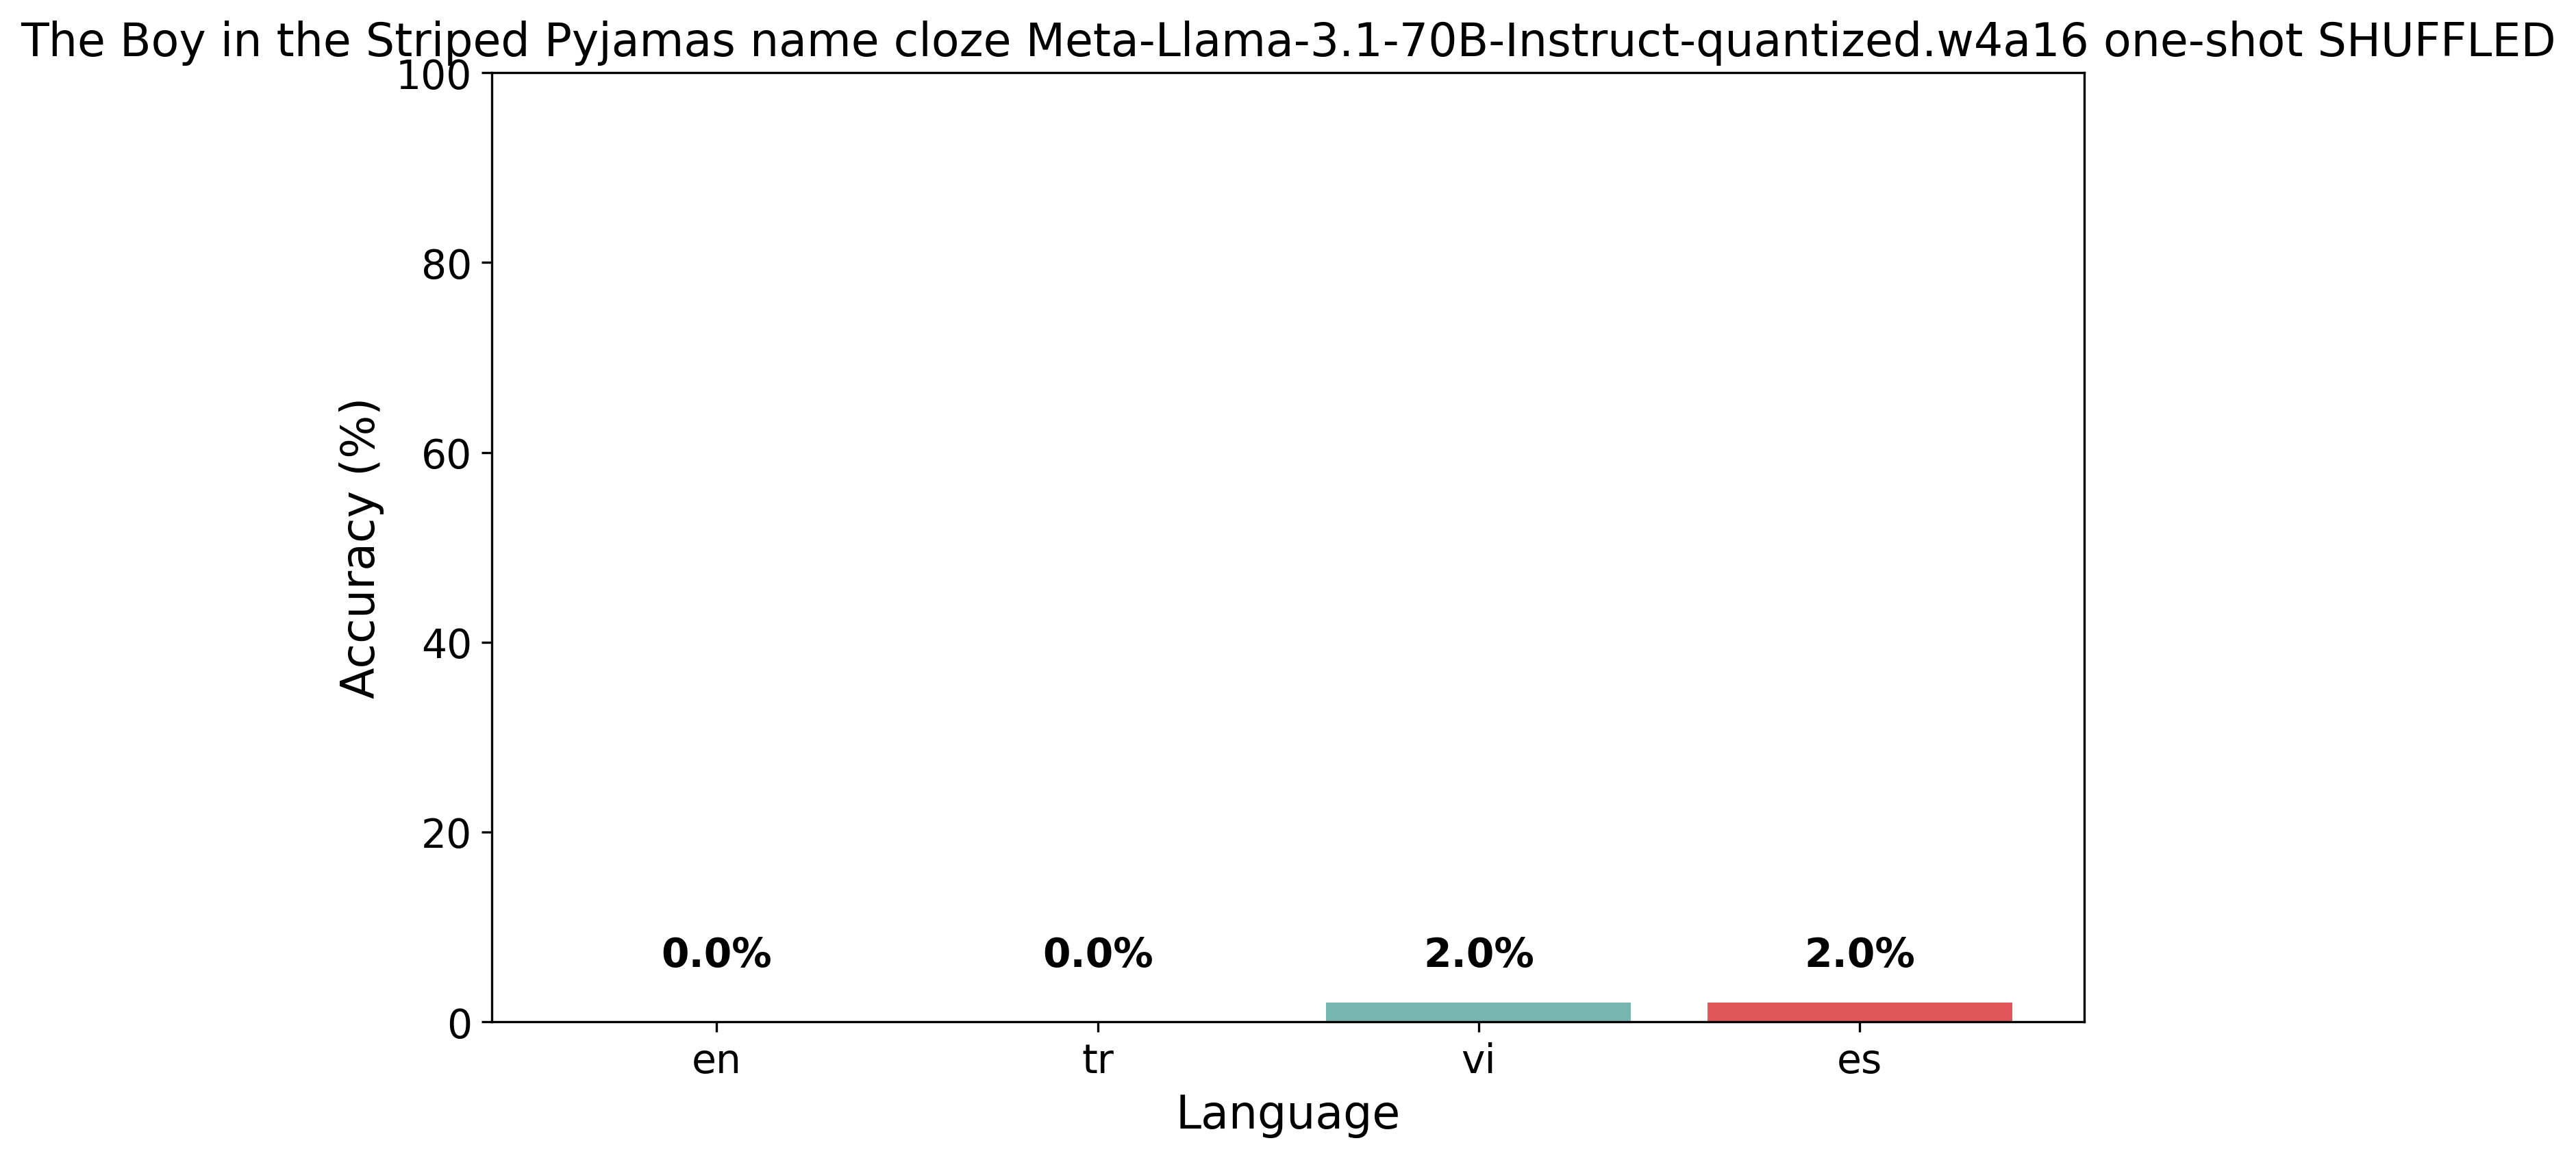 The Boy in the Striped Pyjamas name cloze Meta-Llama-3.1-70B-Instruct-quantized.w4a16 one-shot SHUFFLED
100
80
60
40
20
0
Accuracy (%)
0.0% 0.0% 2.0% 2.0%
en tr vi es
Language